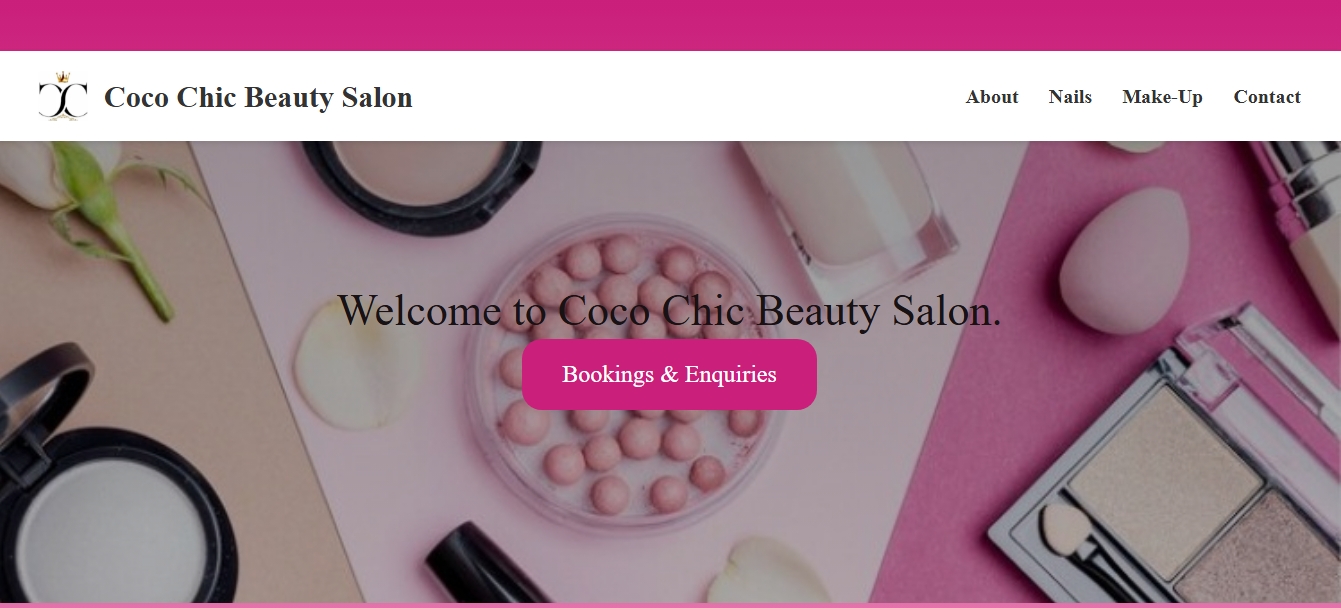 Coco Chic Beauty Salon
About Nails Make-Up Contact
Welcome to Coco Chic Beauty Salon.
Bookings & Enquiries